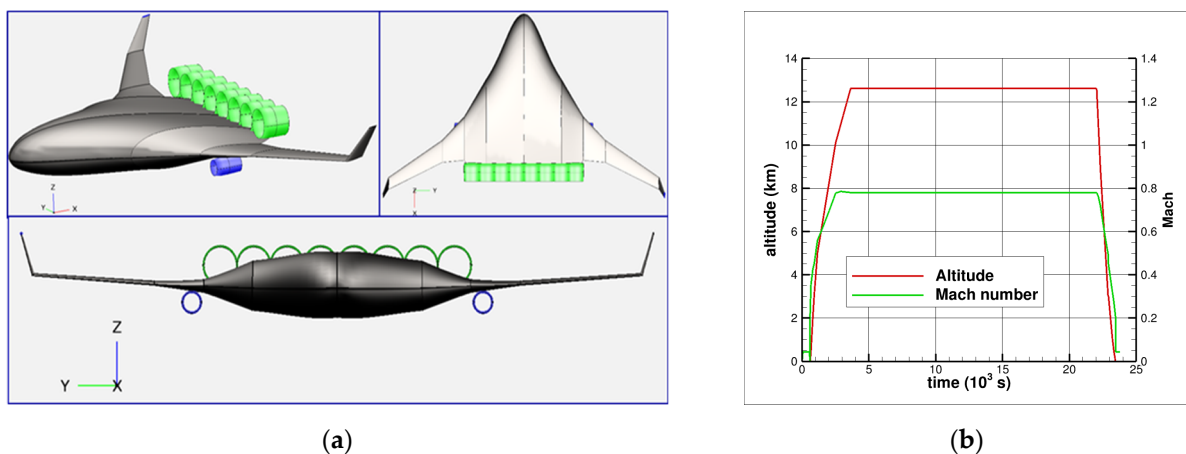 Z
Y
X
Z
Y
X
Z
Y
X
14
12
10
8
6
4
2
0
altitude (km)
1.4
1.2
1
0.8
0.6
0.4
0.2
0
Mach
Altitude
Mach number
0
5
10
15
20
25
time (10³ s)
(a)
(b)